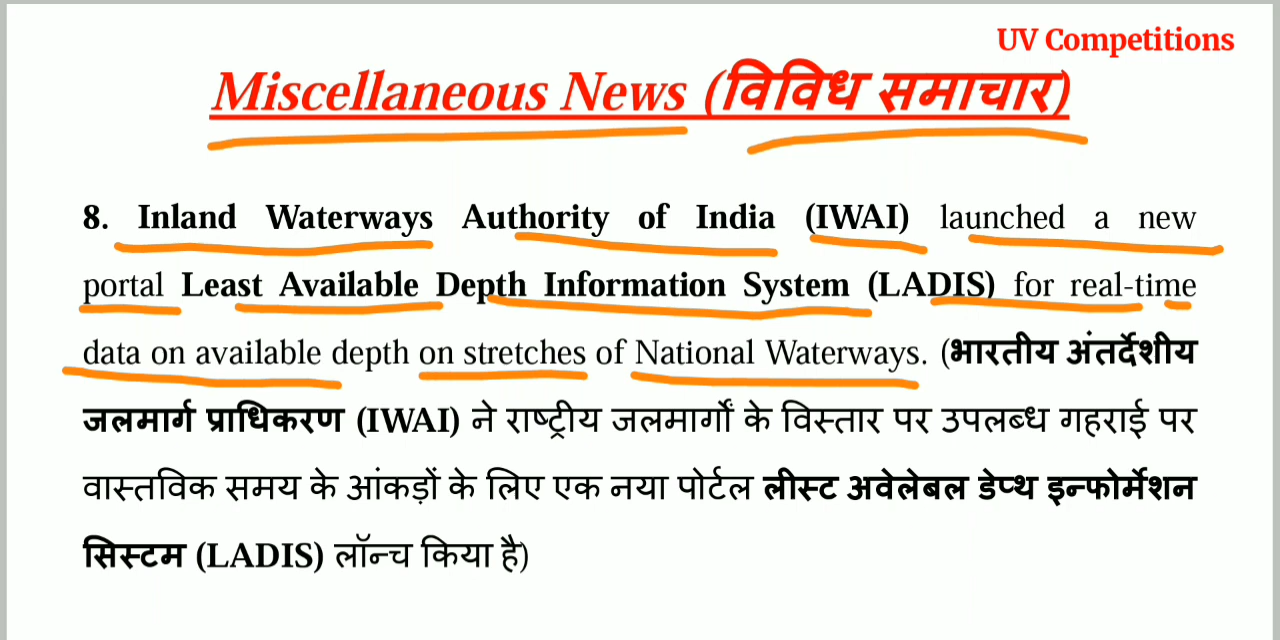 UV Competitions
Miscellaneous News (विविध समाचार)
8. Inland Waterways Authority of India (IWAI) launched a new
portal Least Available Depth Information System (LADIS) for real-time
data on available depth on stretches of National Waterways. (भारतीय अंतर्देशीय
जलमार्ग प्राधिकरण (IWAI) ने राष्ट्रीय जलमार्गों के विस्तार पर उपलब्ध गहराई पर
वास्तविक समय के आंकड़ों के लिए एक नया पोर्टल लीस्ट अवेलेबल डेप्थ इन्फोर्मेशन
सिस्टम (LADIS) लॉन्च किया है)